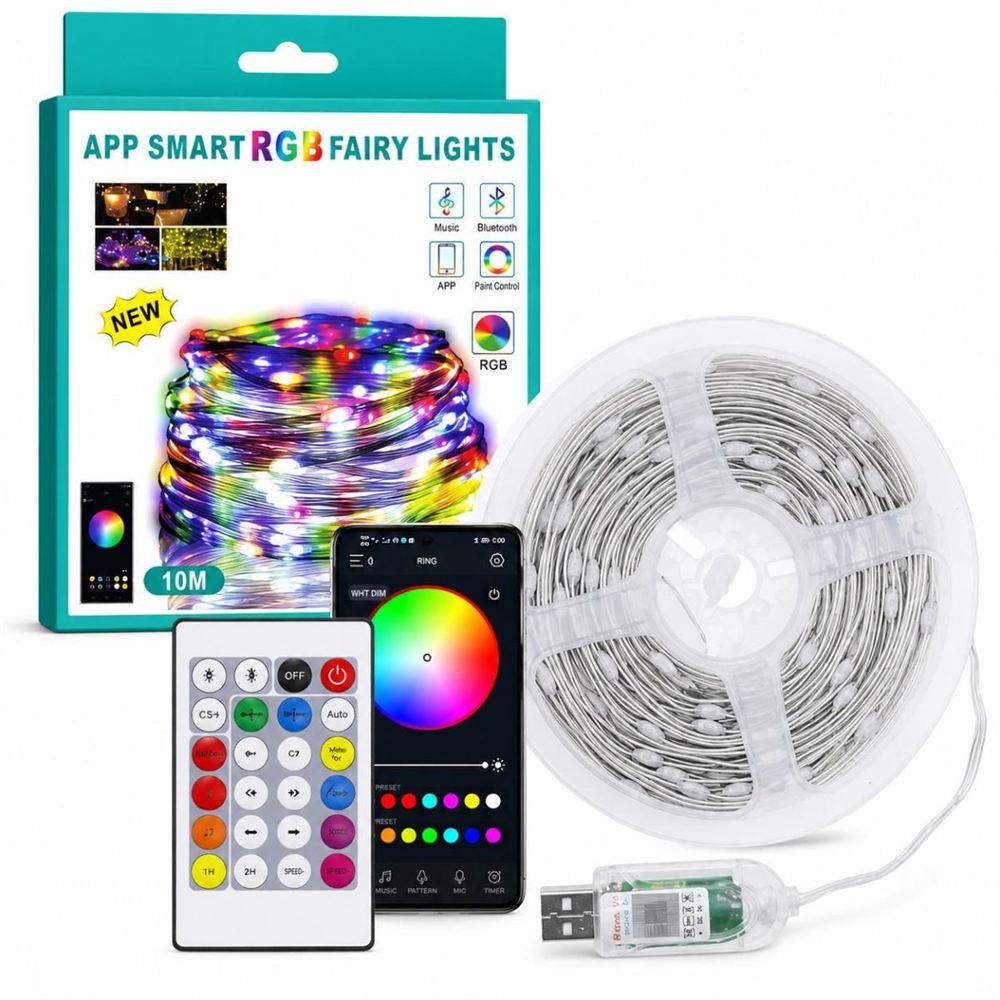 APP SMART RGB FAIRY LIGHTS
Music
Bluetooth
APP
Paint Control
NEW
RGB
10M
RING
WHT DIM
PRESET
PRESET
MUSIC
PATTERN
MIC
TIMER
OFF
CS+
Auto
C7
Meteor
1H
2H
SPEED-
SPEED-